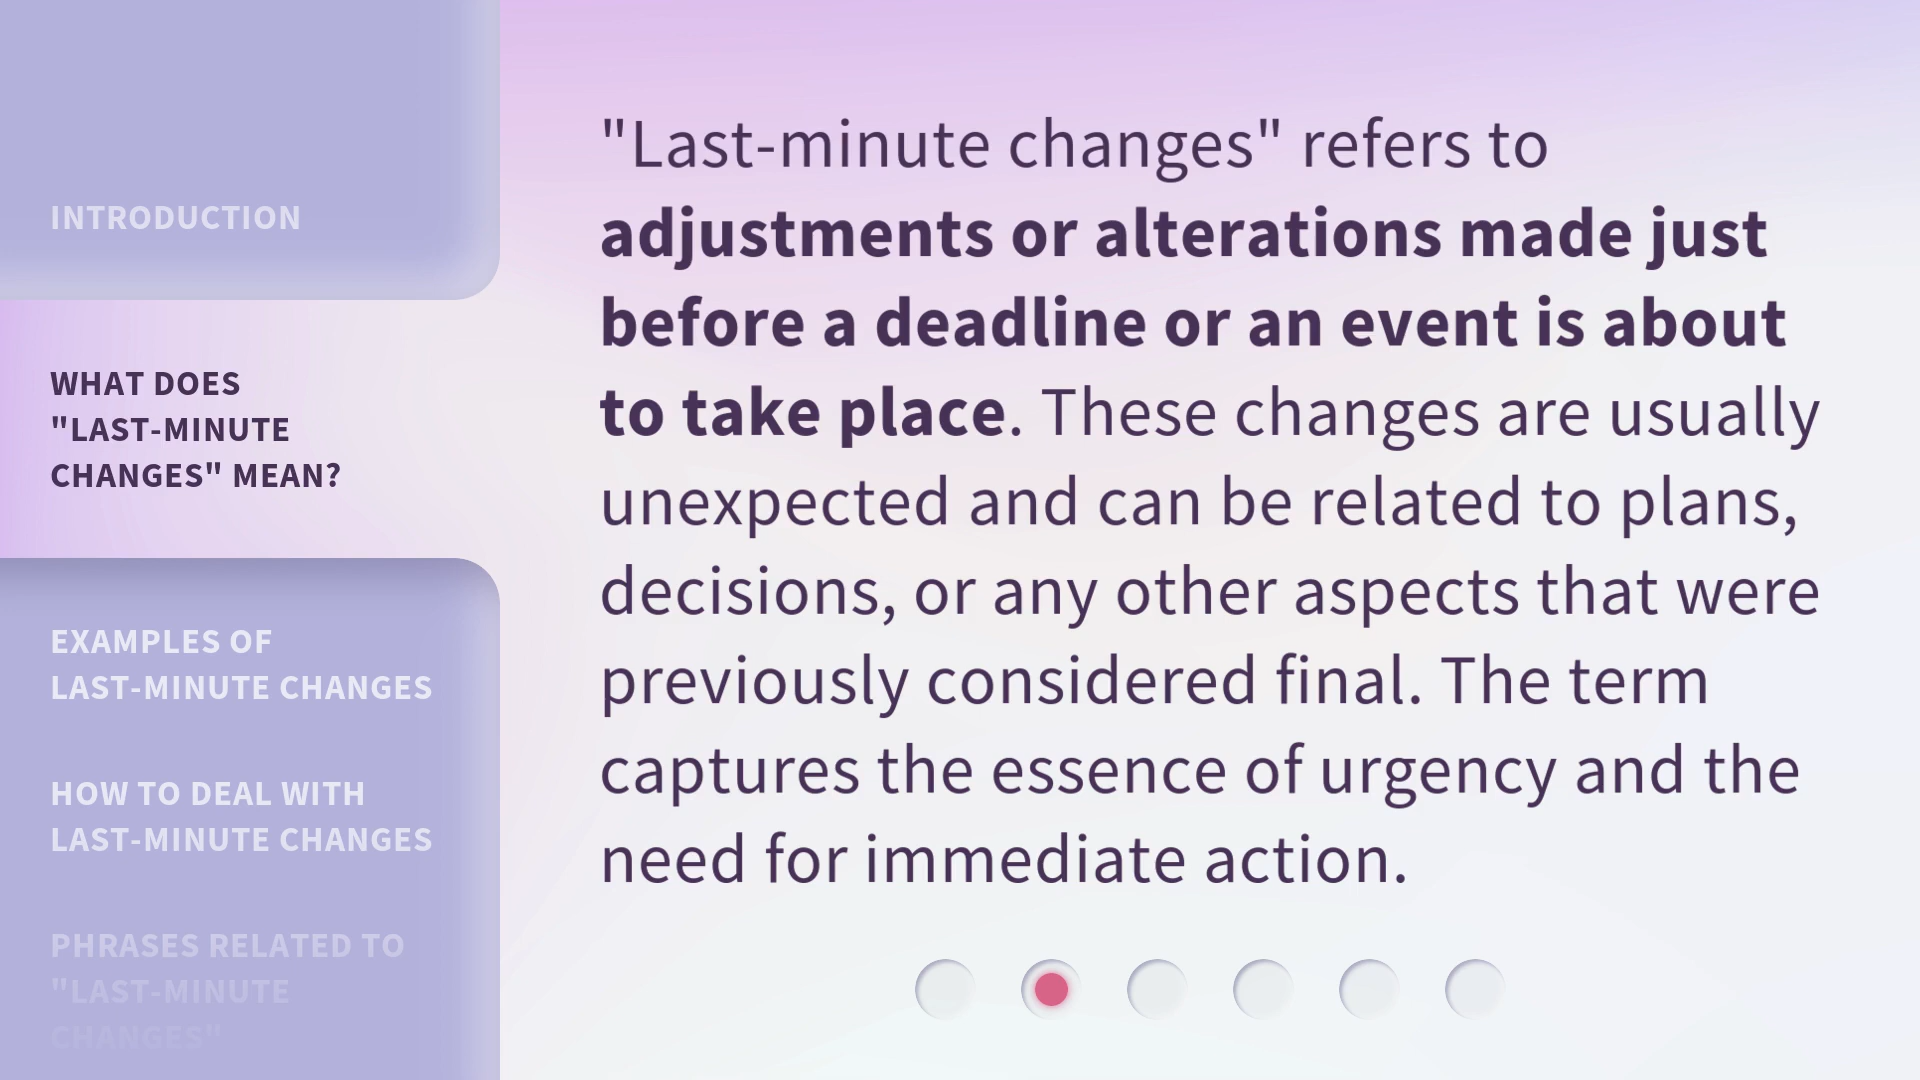 INTRODUCTION
WHAT DOES
"LAST-MINUTE
CHANGES" MEAN?
EXAMPLES OF
LAST-MINUTE CHANGES
HOW TO DEAL WITH
LAST-MINUTE CHANGES
PHRASES RELATED TO
"LAST-MINUTE
CHANGES"
"Last-minute changes" refers to
adjustments or alterations made just
before a deadline or an event is about
to take place. These changes are usually
unexpected and can be related to plans,
decisions, or any other aspects that were
previously considered final. The term
captures the essence of urgency and the
need for immediate action.